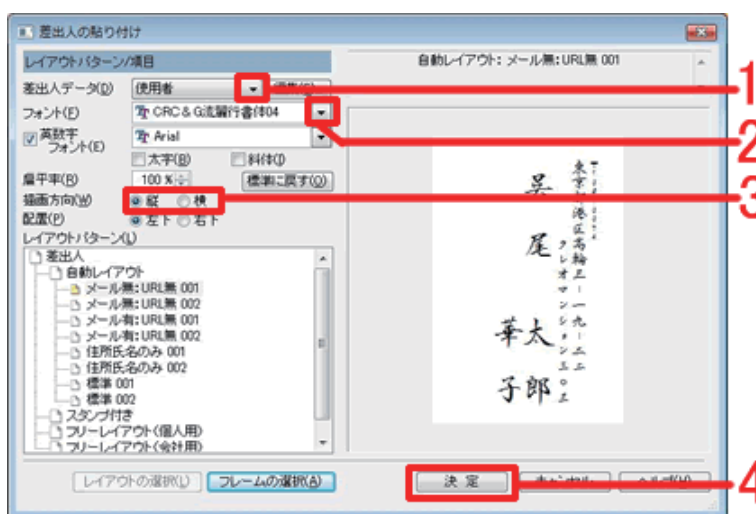 差出人の貼り付け
レイアウトパターン/項目
自動レイアウト: メール無:URL無 001
差出人データ(D) 使用者
1
フォント(F) CRC&G流麗行書体04
2
英数字フォント(E) Arial
太字(B) 斜体(I)
扁平率(R) 100 % 標準に戻す(O)
描画方向(W) 縦 横
3
配置(P) 左下 右下
レイアウトパターン(L)
差出人
自動レイアウト
メール無:URL無 001
メール無:URL無 002
メール有:URL無 001
メール有:URL無 002
住所氏名のみ 001
住所氏名のみ 002
標準 001
標準 002
スタンプ付き
フリーレイアウト(個人用)
フリーレイアウト(会社用)
呉尾 太郎
華子
レイアウトの選択(L) フレームの選択(A) 決定
4